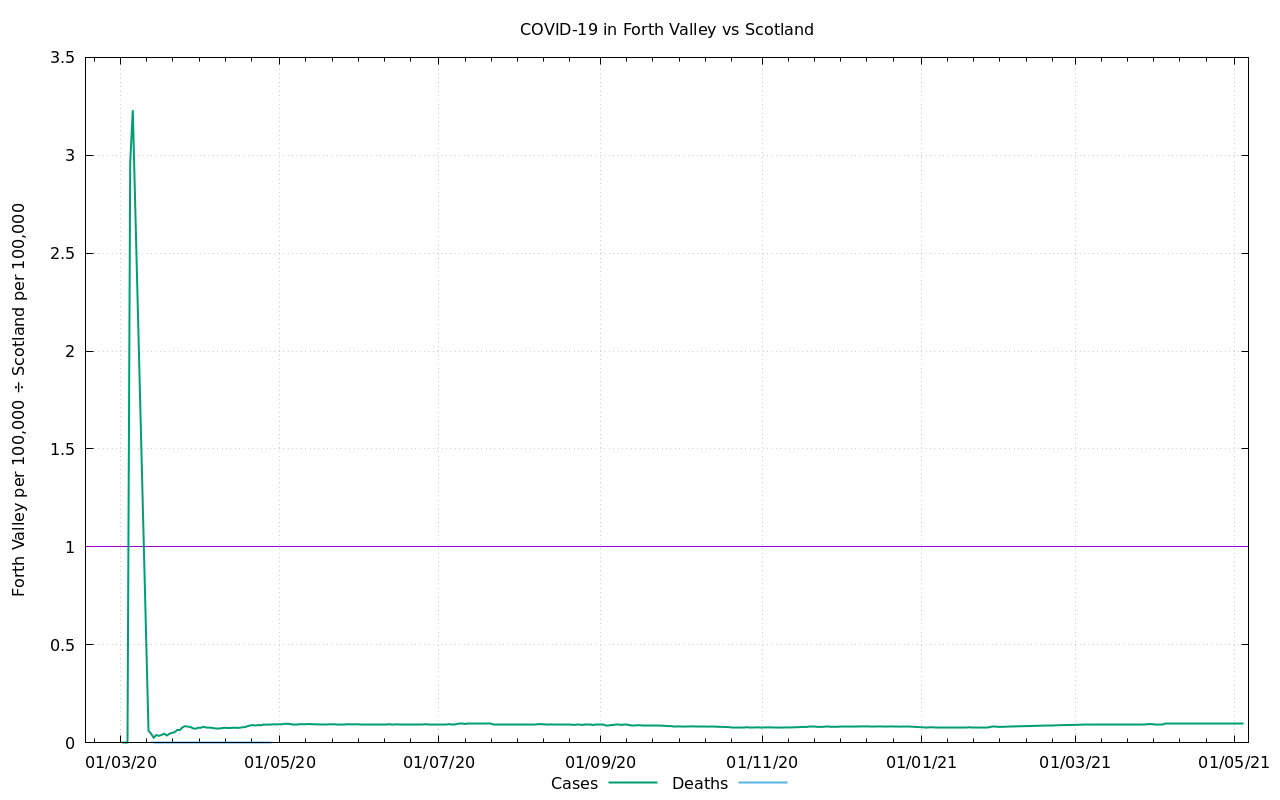 COVID-19 in Forth Valley vs Scotland
Forth Valley per 100,000 ÷ Scotland per 100,000
3.5
3
2.5
2
1.5
1
0.5
0
01/03/20 01/05/20 01/07/20 01/09/20 01/11/20 01/01/21 01/03/21 01/05/21
Cases Deaths